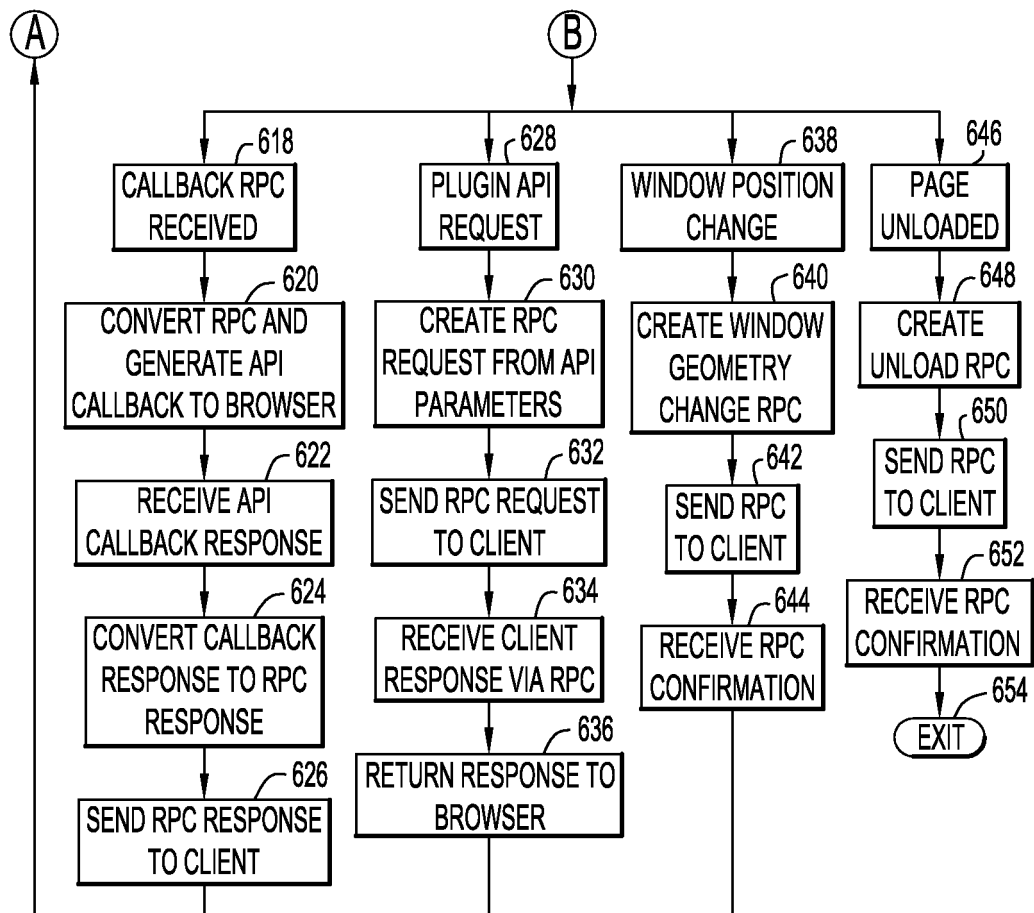 A
B
618
CALLBACK RPC
RECEIVED
620
CONVERT RPC AND
GENERATE API
CALLBACK TO BROWSER
622
RECEIVE API
CALLBACK RESPONSE
624
CONVERT CALLBACK
RESPONSE TO RPC
RESPONSE
626
SEND RPC RESPONSE
TO CLIENT
628
PLUGIN API
REQUEST
630
CREATE RPC
REQUEST FROM API
PARAMETERS
632
SEND RPC REQUEST
TO CLIENT
634
RECEIVE CLIENT
RESPONSE VIA RPC
636
RETURN RESPONSE TO
BROWSER
638
WINDOW POSITION
CHANGE
640
CREATE WINDOW
GEOMETRY
CHANGE RPC
642
SEND RPC
TO CLIENT
644
RECEIVE RPC
CONFIRMATION
646
PAGE
UNLOADED
648
CREATE
UNLOAD RPC
650
SEND RPC
TO CLIENT
652
RECEIVE RPC
CONFIRMATION
654
EXIT